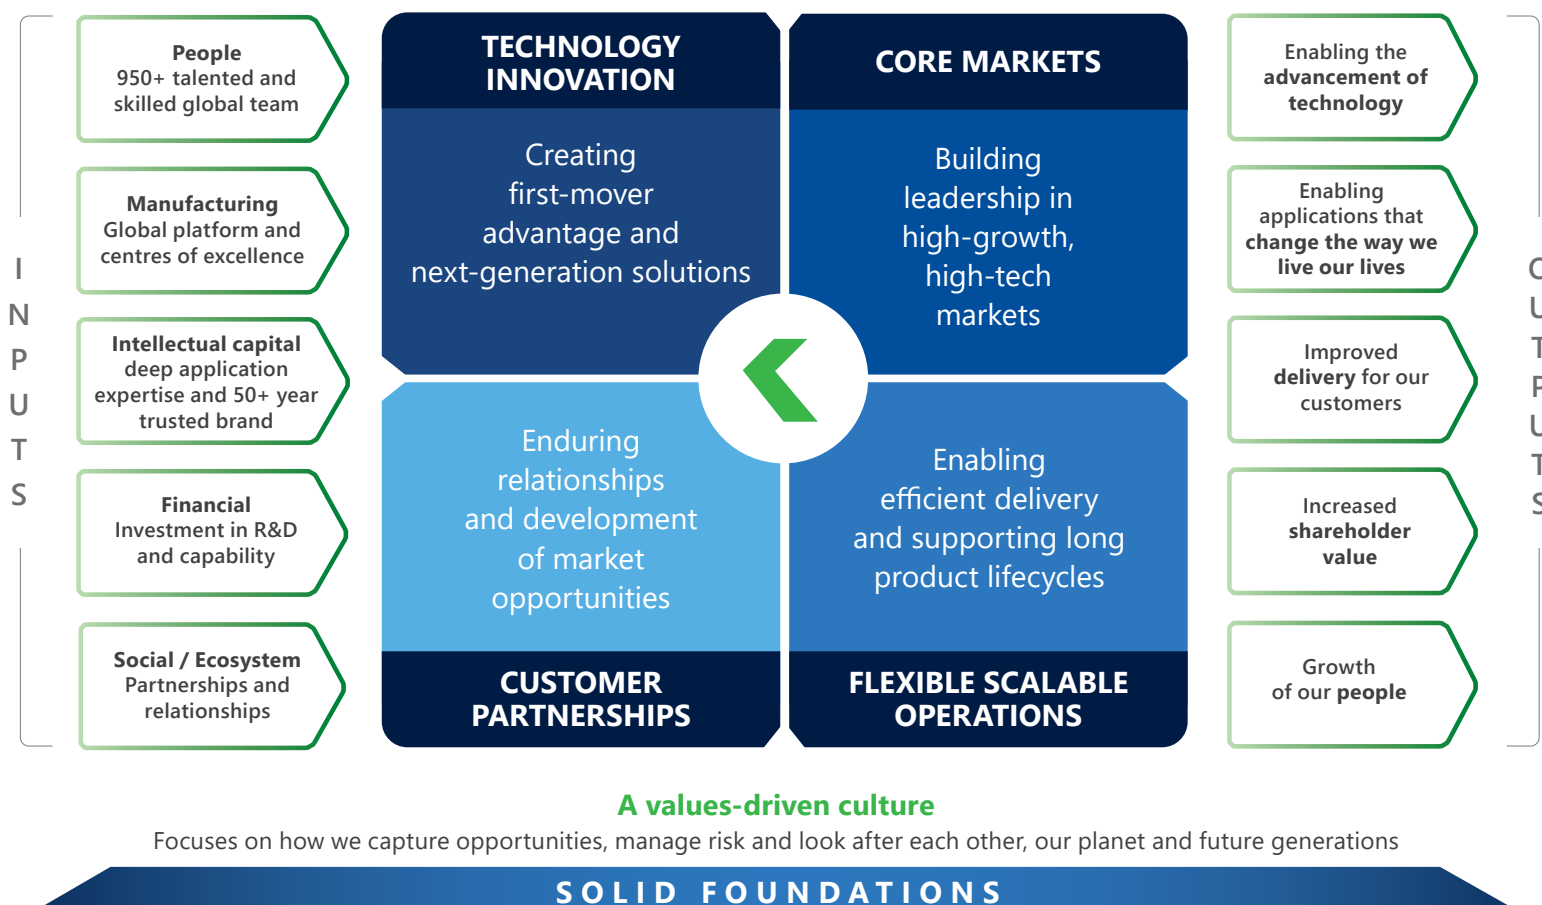 INPUTS
People
950+ talented and
skilled global team
Manufacturing
Global platform and
centres of excellence
Intellectual capital
deep application
expertise and 50+ year
trusted brand
Financial
Investment in R&D
and capability
Social / Ecosystem
Partnerships and
relationships
TECHNOLOGY
INNOVATION
Creating
first-mover
advantage and
next-generation solutions
CORE MARKETS
Building
leadership in
high-growth,
high-tech
markets
Enduring
relationships
and development
of market
opportunities
CUSTOMER
PARTNERSHIPS
Enabling
efficient delivery
and supporting long
product lifecycles
FLEXIBLE SCALABLE
OPERATIONS
Enabling the
advancement of
technology
Enabling
applications that
change the way we
live our lives
Improved
delivery for our
customers
Increased
shareholder
value
Growth
of our people
OUTPUTS
A values-driven culture
Focuses on how we capture opportunities, manage risk and look after each other, our planet and future generations
SOLID FOUNDATIONS